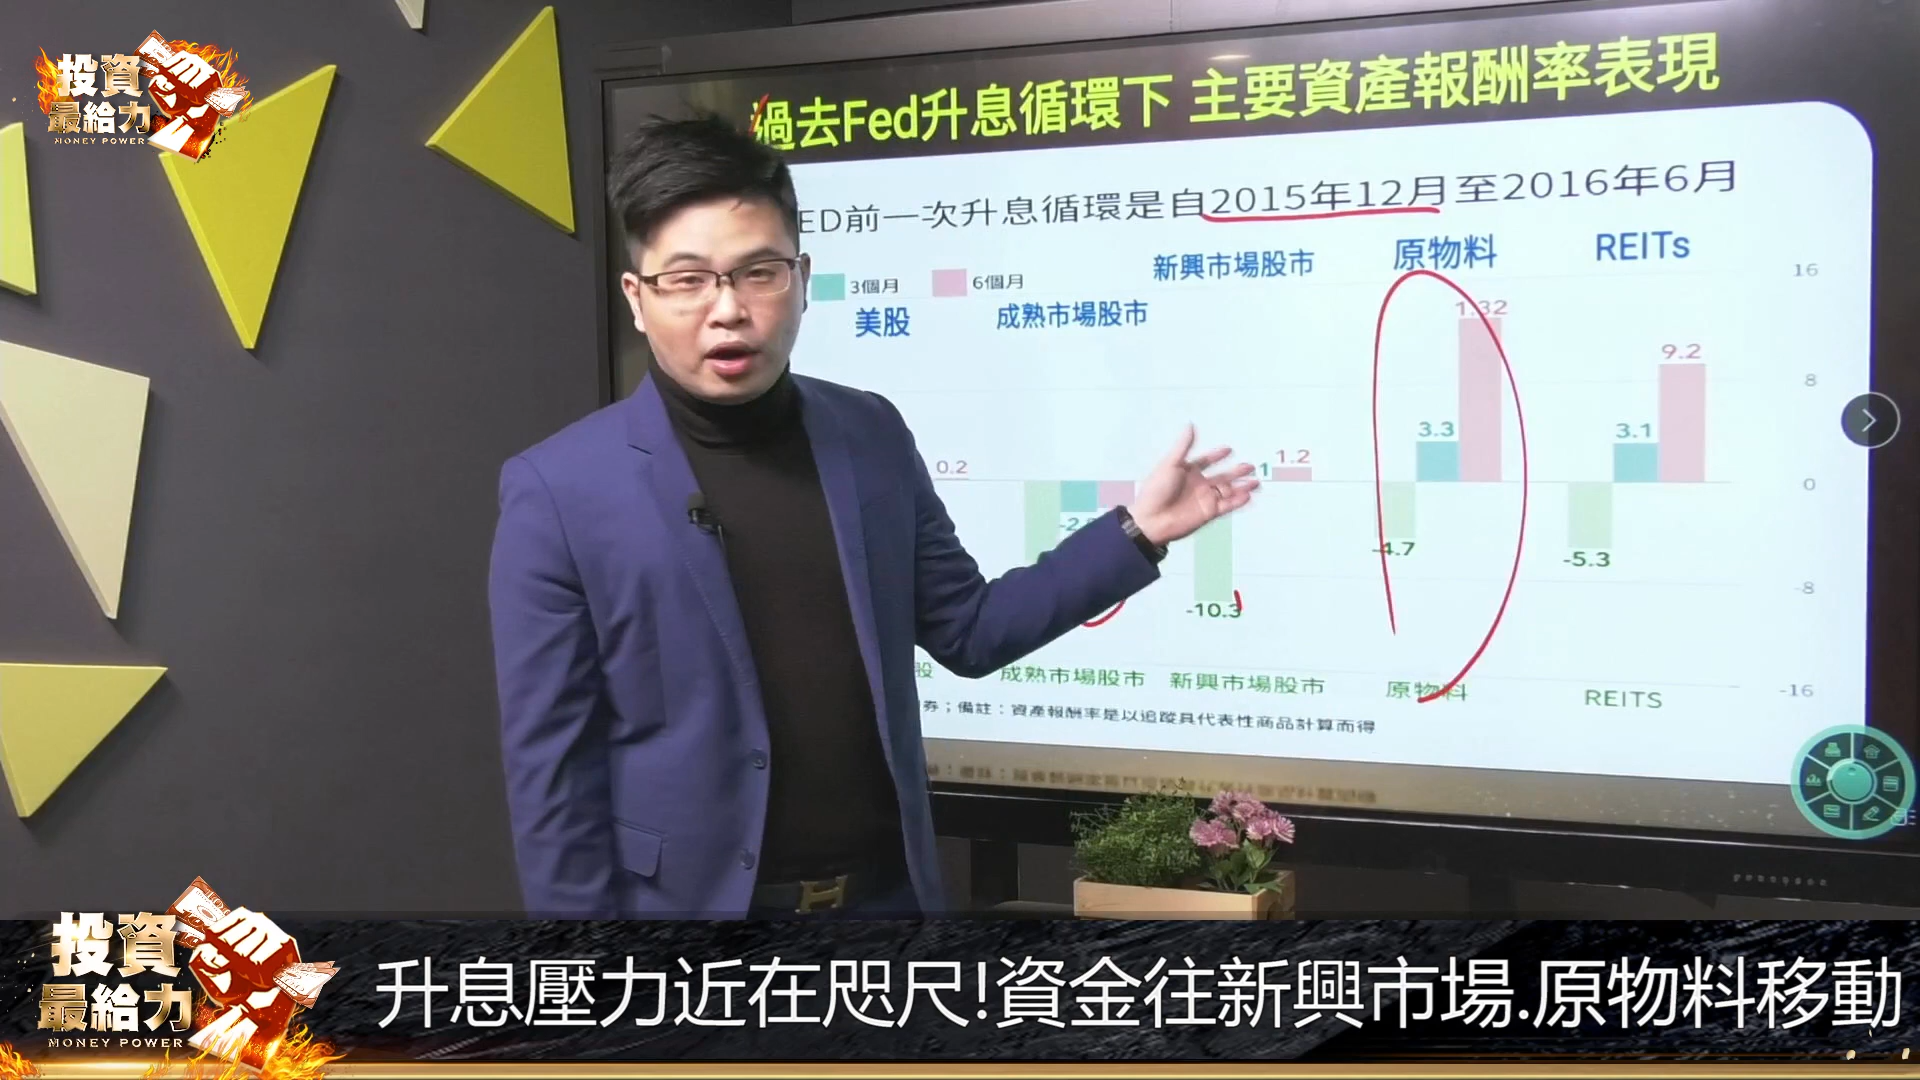 投資
最給力
MONEY POWER
過去Fed升息循環下 主要資產報酬率表現
ED前一次升息循環是自2015年12月至2016年6月
3個月 6個月
美股 成熟市場股市 新興市場股市 原物料 REITs
16
1.32
9.2
8
3.3
3.1
0.2
1.2
0
-4.7
-5.3
-8
-10.3
股 成熟市場股市 新興市場股市 原物料 REITS
-16
券；備註：資產報酬率是以追蹤具代表性商品計算而得
投資
最給力
MONEY POWER
升息壓力近在咫尺!資金往新興市場.原物料移動